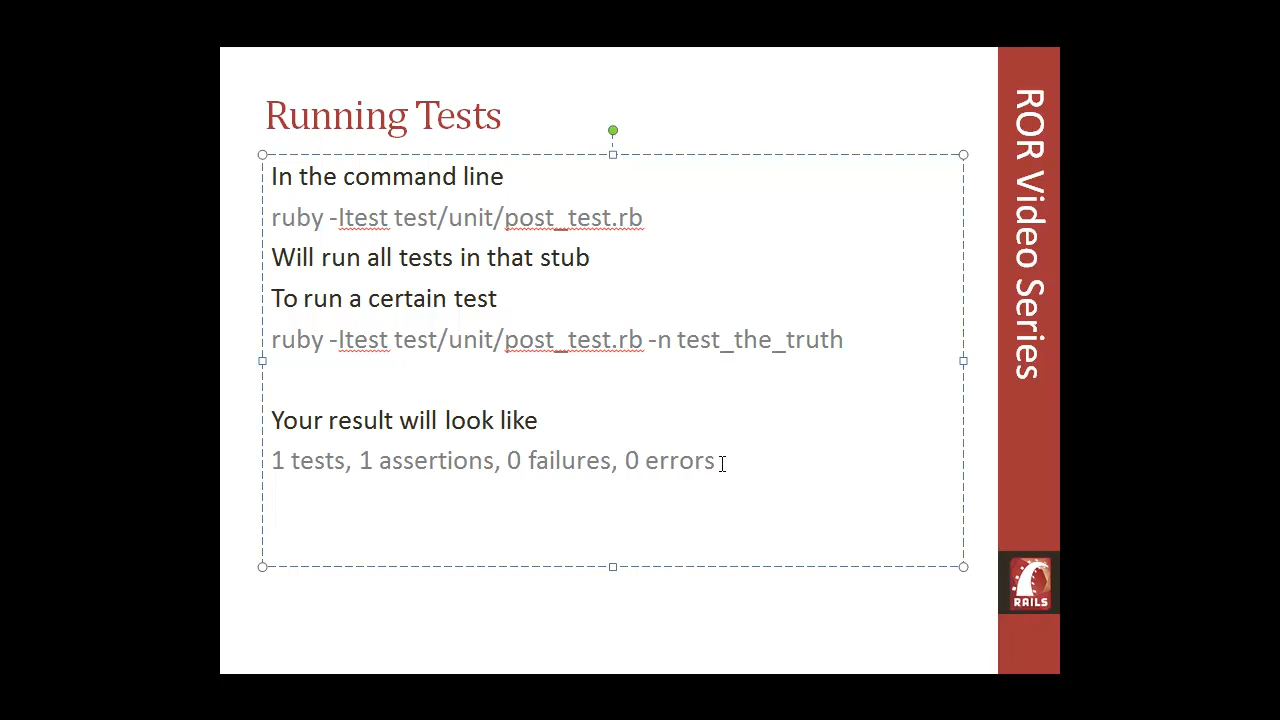 Running Tests
In the command line
ruby -Itest test/unit/post_test.rb
Will run all tests in that stub
To run a certain test
ruby -Itest test/unit/post_test.rb -n test_the_truth
Your result will look like
1 tests, 1 assertions, 0 failures, 0 errors
ROR Video Series
RAILS